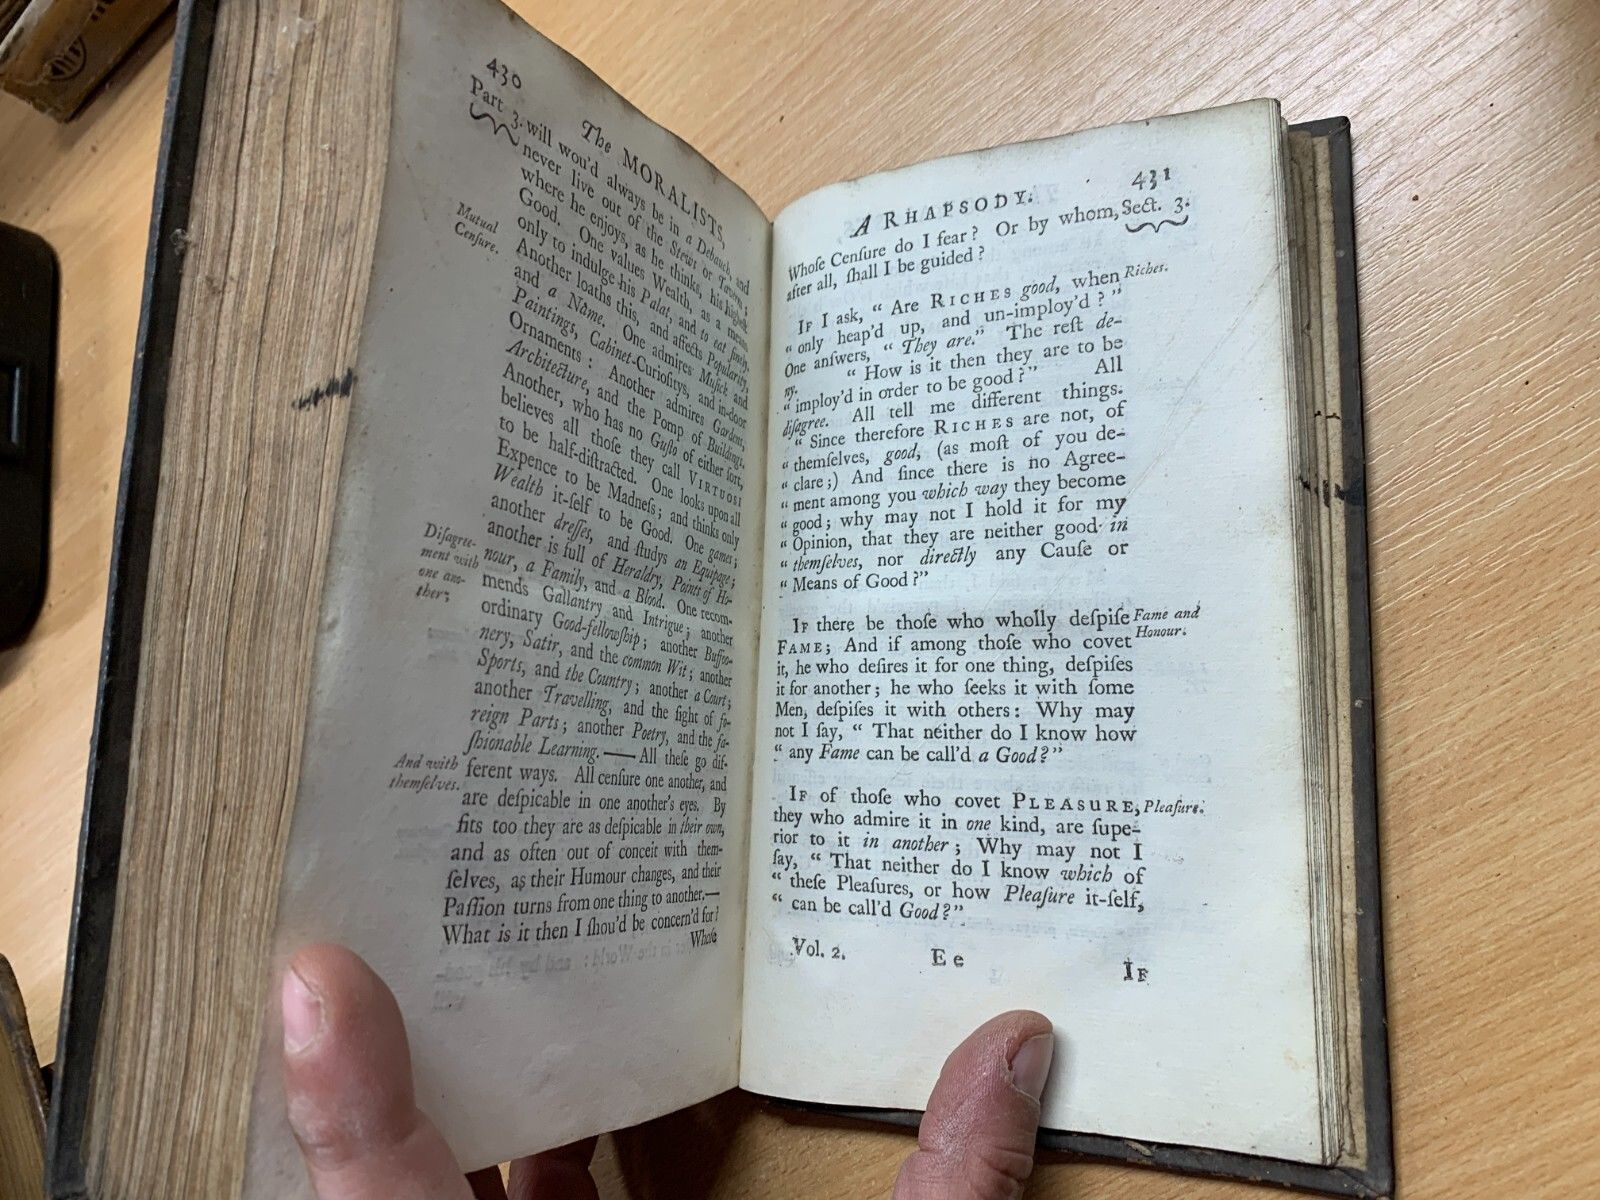 430
The MORALISTS,
Part 3. will wou'd always be in a Debauch, and
never live out of the Stews or Taverns;
where he enjoys, as he thinks, his highest
Good. One values Wealth, as a means
Mutual
Cenſure.
only to indulge his Palat, and to eat finely.
Another loaths this, and affects Popularity,
and a Name. One admires Muſick and
Paintings, Cabinet-Curioſitys, and in-door
Ornaments: Another admires Gardens,
Architecture, and the Pomp of Buildings.
Another, who has no Guſto of either ſort,
believes all thoſe they call VIRTUOSI
to be half-diſtracted. One looks upon all
Expence to be Madneſs; and thinks only
Wealth it-ſelf to be Good. One games;
another dreſſes, and ſtudys an Equipage;
another is full of Heraldry, Points of Ho-
Diſagree-
ment with
one ano-
ther;
nour, a Family, and a Blood. One recom-
mends Gallantry and Intrigue; another
ordinary Good-fellowſhip; another Buffoo-
nery, Satir, and the common Wit; another
Sports, and the Country; another a Court;
another Travelling, and the ſight of fo-
reign Parts; another Poetry, and the fa-
ſhionable Learning.—All theſe go dif-
And with
themſelves.
ferent ways. All cenſure one another, and
are deſpicable in one another's eyes. By
fits too they are as deſpicable in their own,
and as often out of conceit with them-
ſelves, as their Humour changes, and their
Paſſion turns from one thing to another.—
What is it then I ſhou'd be concern'd for?
Whoſe
431
A RHAPSODY.
Whoſe Cenſure do I fear? Or by whom, Sect. 3.
after all, ſhall I be guided?
IF I ask, “ Are RICHES good, when Riches.
“ only heap'd up, and un-imploy'd?”
One anſwers, “ They are.” The reſt de-
ny. “ How is it then they are to be
“ imploy'd in order to be good?” All
diſagree. All tell me different things.
“ Since therefore RICHES are not, of
“ themſelves, good, (as moſt of you de-
“ clare;) And ſince there is no Agree-
“ ment among you which way they become
“ good; why may not I hold it for my
“ Opinion, that they are neither good in
“ themſelves, nor directly any Cauſe or
“ Means of Good?”
IF there be thoſe who wholly deſpiſe Fame and
Honour.
FAME; And if among thoſe who covet
it, he who deſires it for one thing, deſpiſes
it for another; he who ſeeks it with ſome
Men, deſpiſes it with others: Why may
not I ſay, “ That neither do I know how
“ any Fame can be call'd a Good?”
IF of thoſe who covet PLEASURE, Pleaſure.
they who admire it in one kind, are ſupe-
rior to it in another; Why may not I
ſay, “ That neither do I know which of
“ theſe Pleaſures, or how Pleaſure it-ſelf,
“ can be call'd Good?”
Vol. 2. E e IF